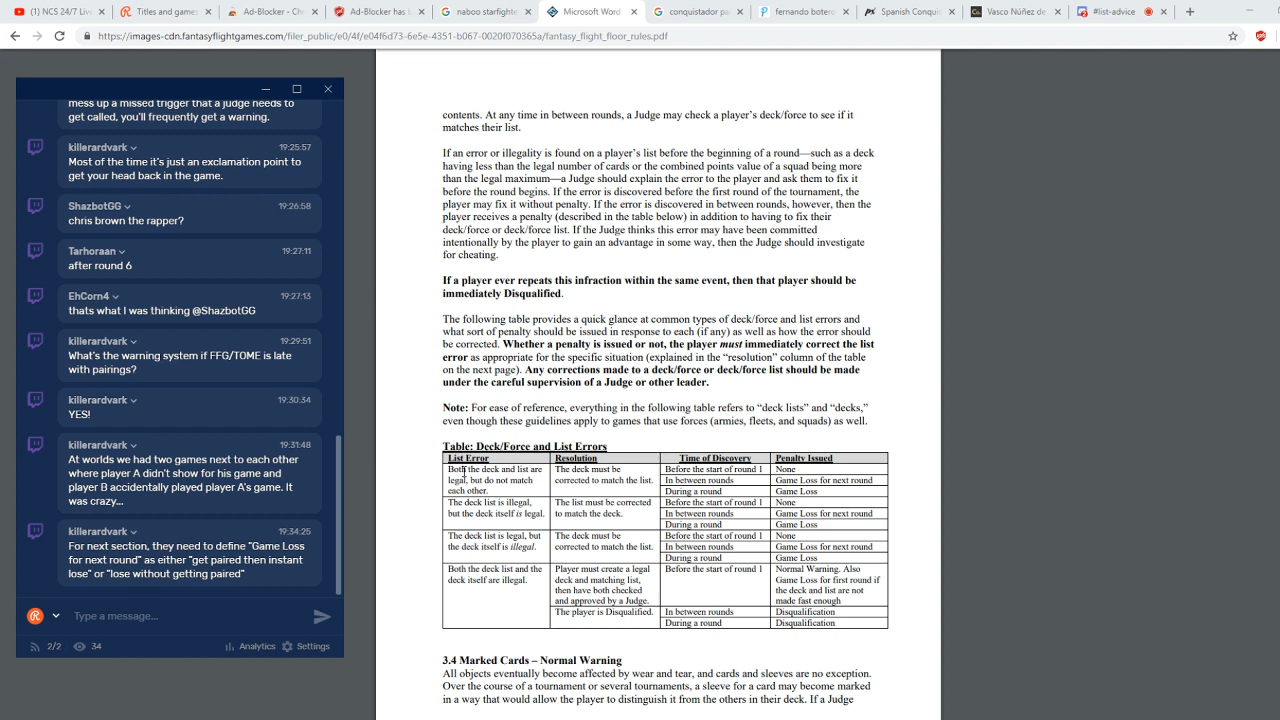 (1) NCS 24/7 Live
Titles and games
Ad-Blocker - Chr
Ad-Blocker has b
naboo starfighte
Microsoft Word
conquistador pa
fernando botero
Spanish Conqui
Vasco Núñez de
#list-advice
https://images-cdn.fantasyflightgames.com/filer_public/e0/4f/e04f6d73-6e5e-4351-b067-0020f070365a/fantasy_flight_floor_rules.pdf
mess up a missed trigger that a judge needs to
get called, you'll frequently get a warning.
killerardvark 19:25:57
Most of the time it's just an exclamation point to
get your head back in the game.
ShazbotGG 19:26:58
chris brown the rapper?
Tarhoraan 19:27:11
after round 6
EhCorn4 19:27:13
thats what I was thinking @ShazbotGG
killerardvark 19:29:51
What's the warning system if FFG/TOME is late
with pairings?
killerardvark 19:30:34
YES!
killerardvark 19:31:48
At worlds we had two games next to each other
where player A didn't show for his game and
player B accidentally played player A's game. It
was crazy...
killerardvark 19:34:25
For next section, they need to define "Game Loss
for next round" as either "get paired then instant
lose" or "take without getting paired"
Type a message...
2/2 34 Analytics Settings
contents. At any time in between rounds, a Judge may check a player's deck/force to see if it
matches their list.
If an error or illegality is found on a player's list before the beginning of a round—such as a deck
having less than the legal number of cards or the combined points value of a squad being more
than the legal maximum—a Judge should explain the error to the player and ask them to fix it
before the round begins. If the error is discovered before the first round of the tournament, the
player may fix it without penalty. If the error is discovered in between rounds, however, then the
player receives a penalty (described in the table below) in addition to having to fix their
deck/force or deck/force list. If the Judge thinks this error may have been committed
intentionally by the player to gain an advantage in some way, then the Judge should investigate
for cheating.
If a player ever repeats this infraction within the same event, then that player should be
immediately Disqualified.
The following table provides a quick glance at common types of deck/force and list errors and
what sort of penalty should be issued in response to each (if any) as well as how the error should
be corrected. Whether a penalty is issued or not, the player must immediately correct the list
error as appropriate for the specific situation (explained in the "resolution" column of the table
on the next page). Any corrections made to a deck/force or deck/force list should be made
under the careful supervision of a Judge or other leader.
Note: For ease of reference, everything in the following table refers to "deck lists" and "decks,"
even though these guidelines apply to games that use forces (armies, fleets, and squads) as well.
Table: Deck/Force and List Errors
List Error Resolution Time of Discovery Penalty Issued
Both the deck and list are The deck must be Before the start of round 1 None
legal, but do not match corrected to match the list. In between rounds Game Loss for next round
each other. During a round Game Loss
The deck list is illegal, The list must be corrected Before the start of round 1 None
but the deck itself is legal. to match the deck. In between rounds Game Loss for next round
During a round Game Loss
The deck list is legal, but The deck must be Before the start of round 1 None
the deck itself is illegal. corrected to match the list. In between rounds Game Loss for next round
During a round Game Loss
Both the deck list and the Player must create a legal Before the start of round 1 Normal Warning. Also
deck itself are illegal. deck and matching list, Game Loss for first round if
then have both checked the deck and list are not
and approved by a Judge. made fast enough
The player is Disqualified. In between rounds Disqualification
During a round Disqualification
3.4 Marked Cards – Normal Warning
All objects eventually become affected by wear and tear, and cards and sleeves are no exception.
Over the course of a tournament or several tournaments, a sleeve for a card may become marked
in a way that would allow the player to distinguish it from the others in their deck. If a Judge